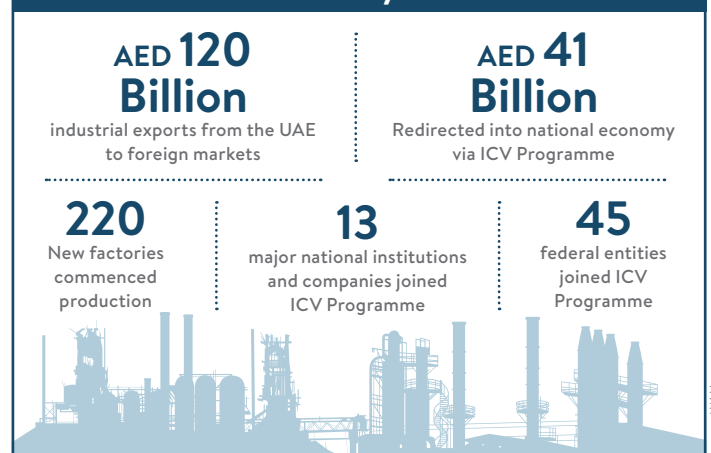 AED 120
Billion
industrial exports from the UAE
to foreign markets
AED 41
Billion
Redirected into national economy
via ICV Programme
220
New factories
commenced
production
13
major national institutions
and companies joined
ICV Programme
45
federal entities
joined ICV
Programme